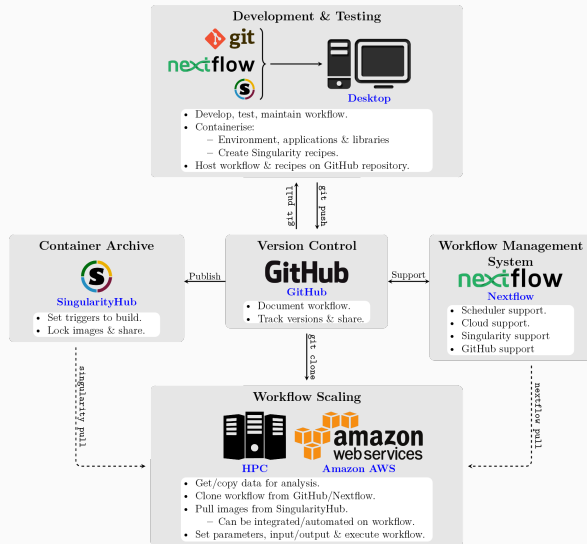 Development & Testing
git
nextflow
S
Desktop
• Develop, test, maintain workflow.
• Containerise:
– Environment, applications & libraries
– Create Singularity recipes.
• Host workflow & recipes on GitHub repository.
git pull
git push
Container Archive
S
SingularityHub
• Set triggers to build.
• Lock images & share.
Publish
Version Control
GitHub
GitHub
• Document workflow.
• Track versions & share.
Support
Workflow Management
System
nextflow
Nextflow
• Scheduler support.
• Cloud support.
• Singularity support
• GitHub support
singularity pull
git clone
nextflow pull
Workflow Scaling
amazon
web services
HPC
Amazon AWS
• Get/copy data for analysis.
• Clone workflow from GitHub/Nextflow.
• Pull images from SingularityHub.
– Can be integrated/automated on workflow.
• Set parameters, input/output & execute workflow.